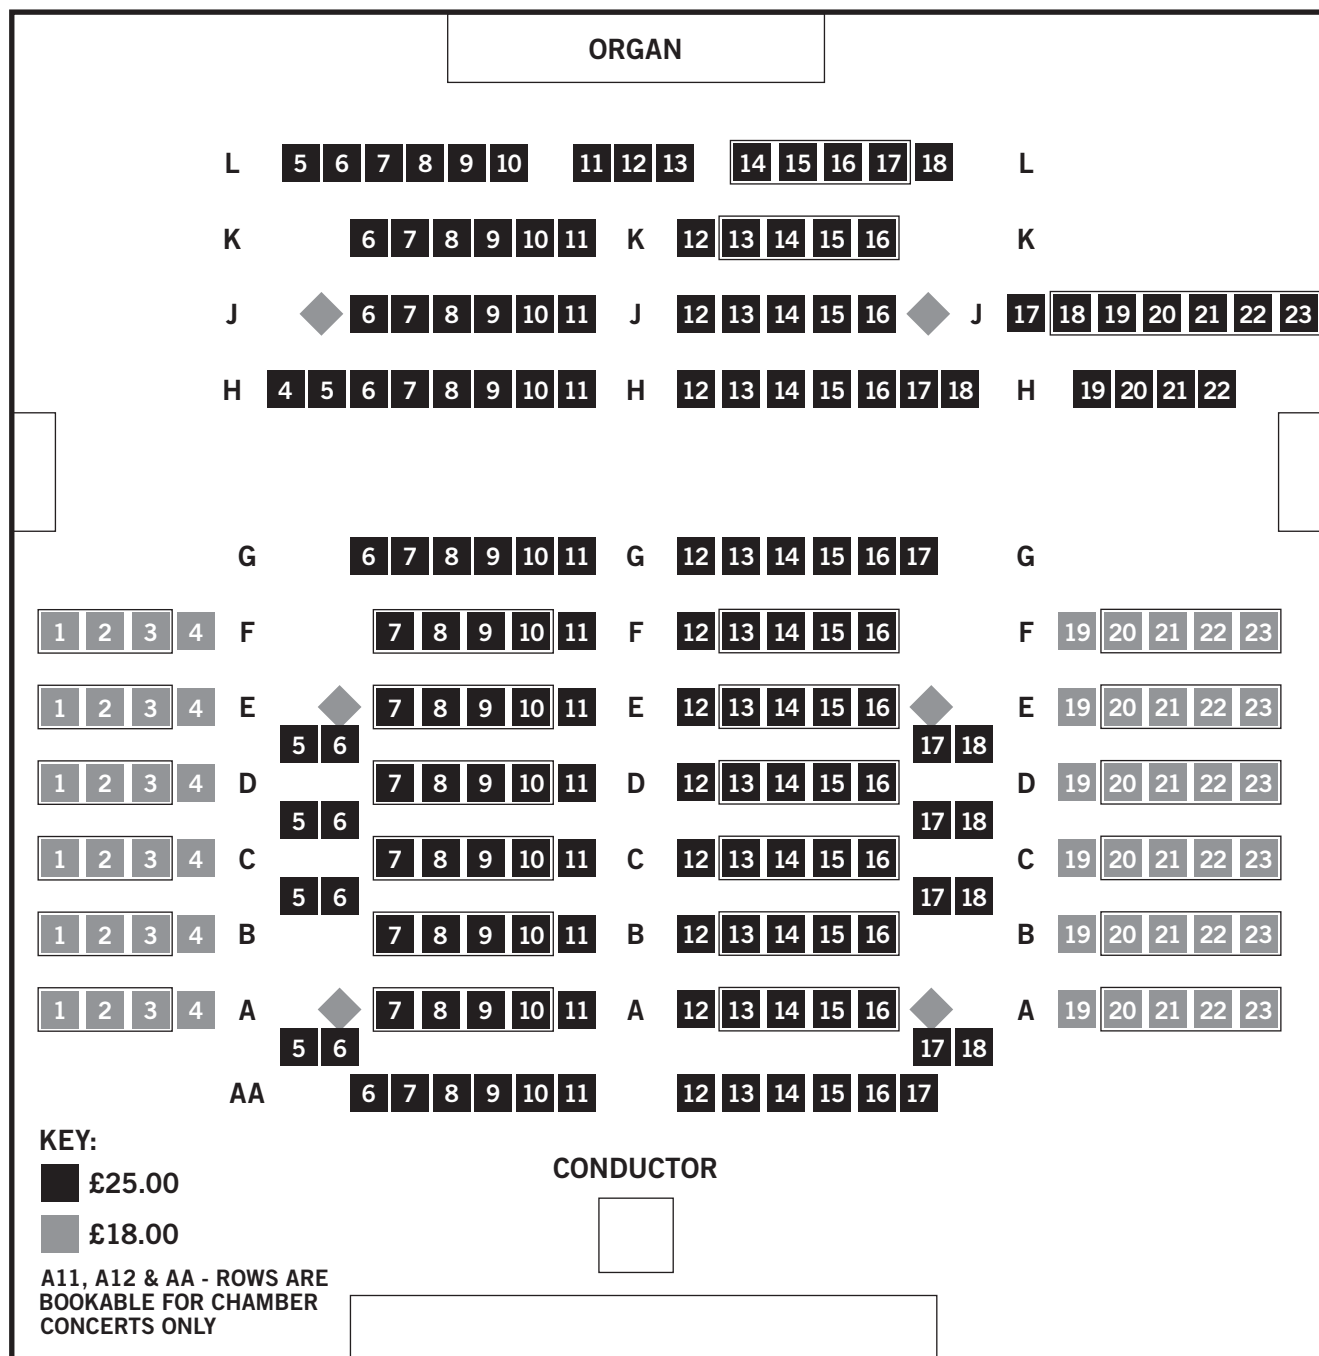 ORGAN
L 5 6 7 8 9 10 11 12 13 14 15 16 17 18 L
K 6 7 8 9 10 11 K 12 13 14 15 16 K
J 6 7 8 9 10 11 J 12 13 14 15 16 J 17 18 19 20 21 22 23
H 4 5 6 7 8 9 10 11 H 12 13 14 15 16 17 18 H 19 20 21 22
G 6 7 8 9 10 11 G 12 13 14 15 16 17 G
1 2 3 4 F 7 8 9 10 11 F 12 13 14 15 16 F 19 20 21 22 23
1 2 3 4 E 7 8 9 10 11 E 12 13 14 15 16 E 19 20 21 22 23
5 6 17 18
1 2 3 4 D 7 8 9 10 11 D 12 13 14 15 16 D 19 20 21 22 23
5 6 17 18
1 2 3 4 C 7 8 9 10 11 C 12 13 14 15 16 C 19 20 21 22 23
5 6 17 18
1 2 3 4 B 7 8 9 10 11 B 12 13 14 15 16 B 19 20 21 22 23
1 2 3 4 A 7 8 9 10 11 A 12 13 14 15 16 A 19 20 21 22 23
5 6 17 18
AA 6 7 8 9 10 11 12 13 14 15 16 17
KEY:
£25.00
£18.00
A11, A12 & AA - ROWS ARE
BOOKABLE FOR CHAMBER
CONCERTS ONLY
CONDUCTOR